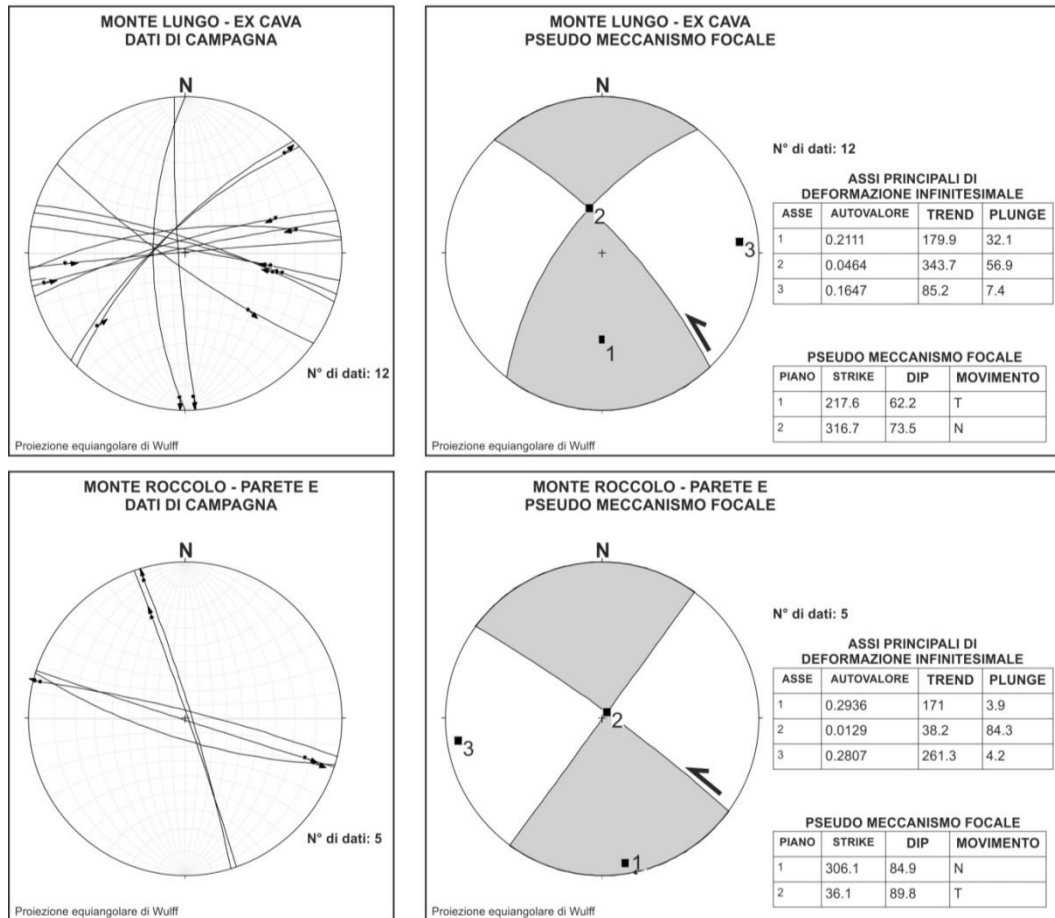 MONTE LUNGO - EX CAVA
DATI DI CAMPAGNA
N
N° di dati: 12
Proiezione equiangolare di Wulff
MONTE LUNGO - EX CAVA
PSEUDO MECCANISMO FOCALE
N
2
3
1
N° di dati: 12
ASSI PRINCIPALI DI
DEFORMAZIONE INFINITESIMALE
ASSE AUTOVALORE TREND PLUNGE
1 0.2111 179.9 32.1
2 0.0464 343.7 56.9
3 0.1647 85.2 7.4
PSEUDO MECCANISMO FOCALE
PIANO STRIKE DIP MOVIMENTO
1 217.6 62.2 T
2 316.7 73.5 N
Proiezione equiangolare di Wulff
MONTE ROCCOLO - PARETE E
DATI DI CAMPAGNA
N
N° di dati: 5
Proiezione equiangolare di Wulff
MONTE ROCCOLO - PARETE E
PSEUDO MECCANISMO FOCALE
N
2
3
1
N° di dati: 5
ASSI PRINCIPALI DI
DEFORMAZIONE INFINITESIMALE
ASSE AUTOVALORE TREND PLUNGE
1 0.2936 171 3.9
2 0.0129 38.2 84.3
3 0.2807 261.3 4.2
PSEUDO MECCANISMO FOCALE
PIANO STRIKE DIP MOVIMENTO
1 306.1 84.9 N
2 36.1 89.8 T
Proiezione equiangolare di Wulff